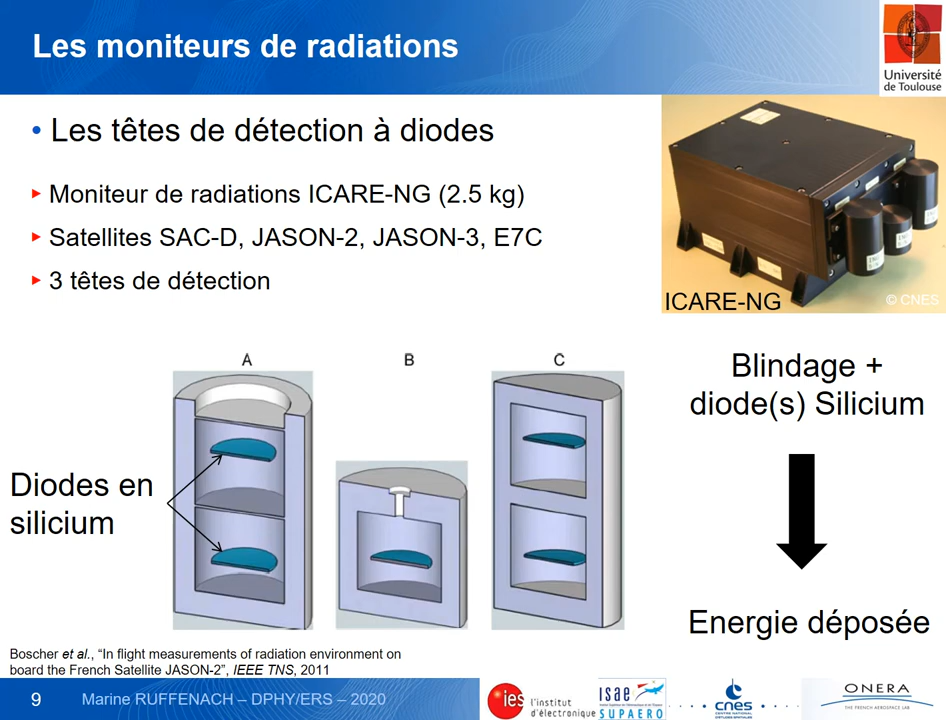 Les moniteurs de radiations
Université
de Toulouse
• Les têtes de détection à diodes
Moniteur de radiations ICARE-NG (2.5 kg)
Satellites SAC-D, JASON-2, JASON-3, E7C
3 têtes de détection
ICARE-NG
© CNES
A
B
C
Diodes en
silicium
Blindage +
diode(s) Silicium
Energie déposée
Boscher et al., “In flight measurements of radiation environment on
board the French Satellite JASON-2”, IEEE TNS, 2011
9
Marine RUFFENACH – DPHY/ERS – 2020
ies
l'institut
d'électronique
isae
SUPAERO
cnes
CENTRE NATIONAL
D'ÉTUDES SPATIALES
ONERA
THE FRENCH AEROSPACE LAB